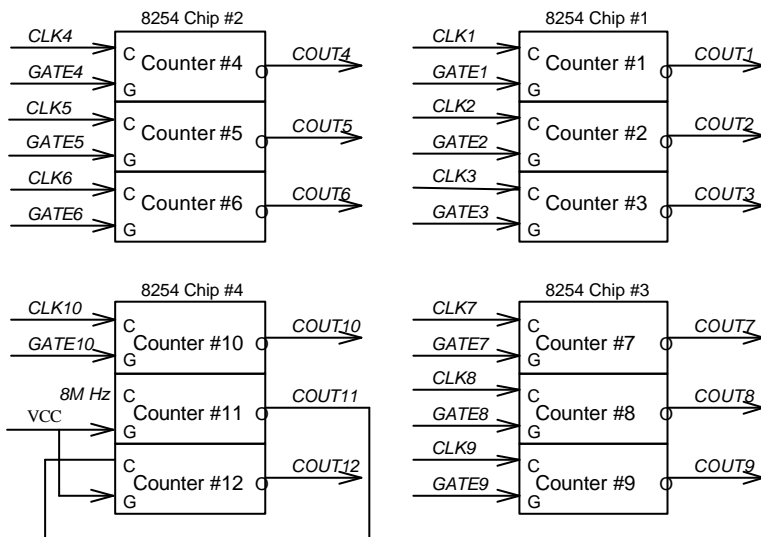 8254 Chip #2
CLK4
C
Counter #4
O
COUT4
GATE4
G
CLK5
C
Counter #5
O
COUT5
GATE5
G
CLK6
C
Counter #6
O
COUT6
GATE6
G
8254 Chip #1
CLK1
C
Counter #1
O
COUT1
GATE1
G
CLK2
C
Counter #2
O
COUT2
GATE2
G
CLK3
C
Counter #3
O
COUT3
GATE3
G
8254 Chip #4
CLK10
C
Counter #10
O
COUT10
GATE10
G
8M Hz
C
Counter #11
O
COUT11
VCC
G
C
Counter #12
O
COUT12
G
8254 Chip #3
CLK7
C
Counter #7
O
COUT7
GATE7
G
CLK8
C
Counter #8
O
COUT8
GATE8
G
CLK9
C
Counter #9
O
COUT9
GATE9
G